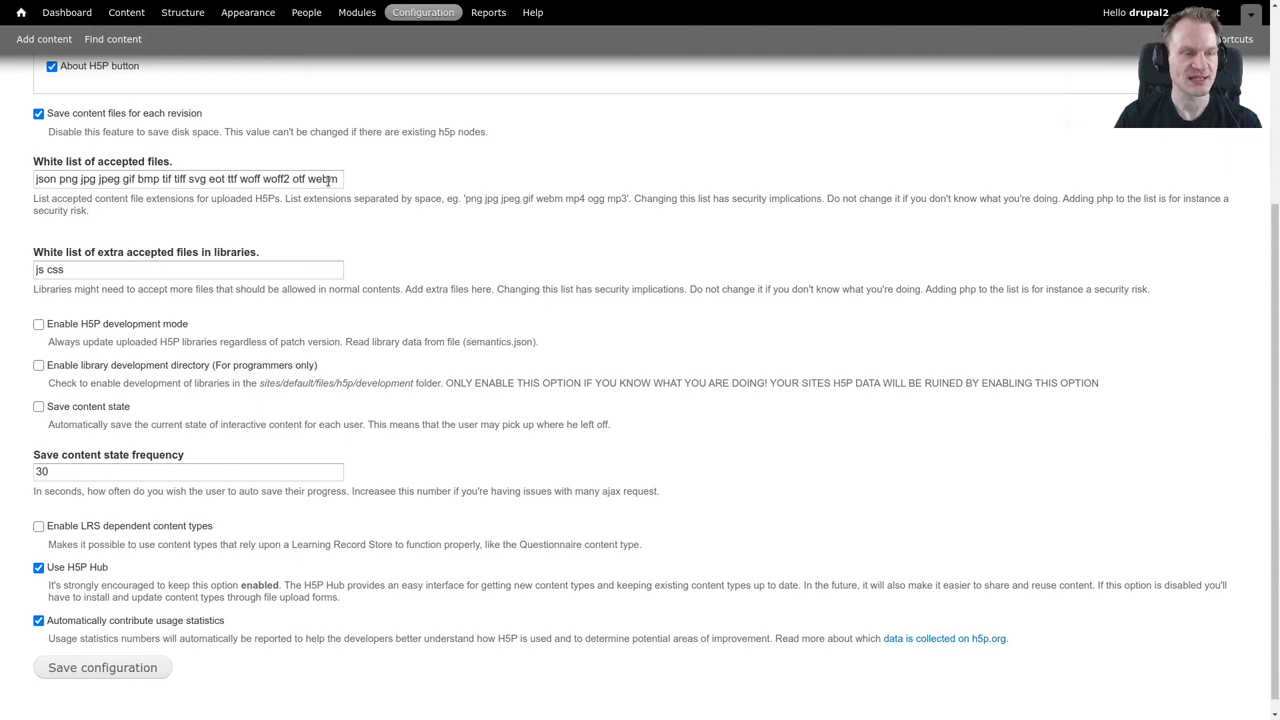 Dashboard Content Structure Appearance People Modules Configuration Reports Help Hello drupal2
Add content Find content
About H5P button
Save content files for each revision
Disable this feature to save disk space. This value can't be changed if there are existing h5p nodes.
White list of accepted files.
json png jpg jpeg gif bmp tif tiff svg eot ttf woff woff2 otf webm
List accepted content file extensions for uploaded H5Ps. List extensions separated by space, eg. 'png jpg jpeg gif webm mp4 ogg mp3'. Changing this list has security implications. Do not change it if you don't know what you're doing. Adding php to the list is for instance a
security risk.
White list of extra accepted files in libraries.
js css
Libraries might need to accept more files that should be allowed in normal contents. Add extra files here. Changing this list has security implications. Do not change it if you don't know what you're doing. Adding php to the list is for instance a security risk.
Enable H5P development mode
Always update uploaded H5P libraries regardless of patch version. Read library data from file (semantics.json).
Enable library development directory (For programmers only)
Check to enable development of libraries in the sites/default/files/h5p/development folder. ONLY ENABLE THIS OPTION IF YOU KNOW WHAT YOU ARE DOING! YOUR SITES H5P DATA WILL BE RUINED BY ENABLING THIS OPTION
Save content state
Automatically save the current state of interactive content for each user. This means that the user may pick up where he left off.
Save content state frequency
30
In seconds, how often do you wish the user to auto save their progress. Increasee this number if you're having issues with many ajax request.
Enable LRS dependent content types
Makes it possible to use content types that rely upon a Learning Record Store to function properly, like the Questionnaire content type.
Use H5P Hub
It's strongly encouraged to keep this option enabled. The H5P Hub provides an easy interface for getting new content types and keeping existing content types up to date. In the future, it will also make it easier to share and reuse content. If this option is disabled you'll
have to install and update content types through file upload forms.
Automatically contribute usage statistics
Usage statistics numbers will automatically be reported to help the developers better understand how H5P is used and to determine potential areas of improvement. Read more about which data is collected on h5p.org.
Save configuration